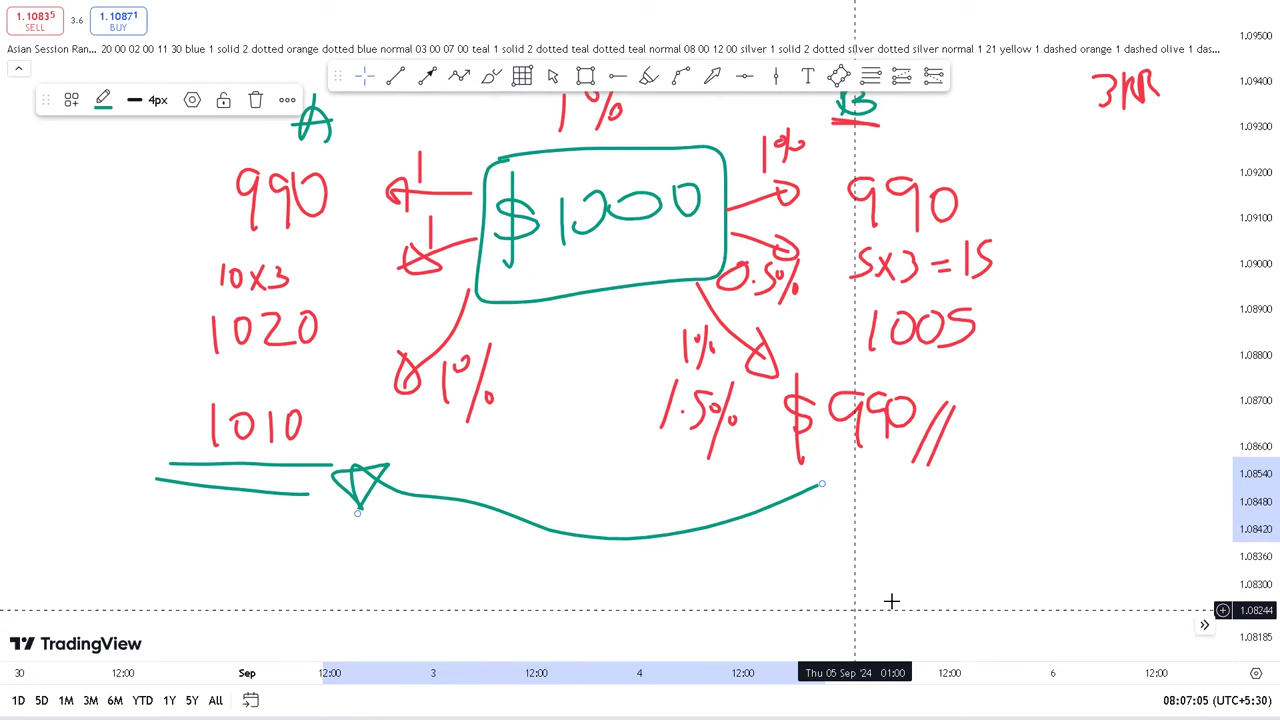 1.10835
SELL
3.6
1.10871
BUY
Asian Session Ran... 20 00 02 00 11 30 blue 1 solid 2 dotted orange dotted blue normal 03 00 07 00 teal 1 solid 2 dotted teal dotted teal normal 08 00 12 00 silver 1 solid 2 dotted silver dotted silver normal 1 21 yellow 1 dashed orange 1 dashed olive 1 das...
4px
A
1%
B
3RR
990
1
$1000
1%
990
1
0.5%
5x3=15
10x3
1020
1005
1%
1%
1.5%
$990//
1010
1.09500
1.09400
1.09300
1.09200
1.09100
1.09000
1.08900
1.08800
1.08700
1.08600
1.08540
1.08480
1.08420
1.08360
1.08300
1.08244
1.08185
TradingView
30 12:00 Sep 12:00 3 12:00 4 12:00 Thu 05 Sep '24 01:00 12:00 6 12:00
1D 5D 1M 3M 6M YTD 1Y 5Y All
08:07:05 (UTC+5:30)